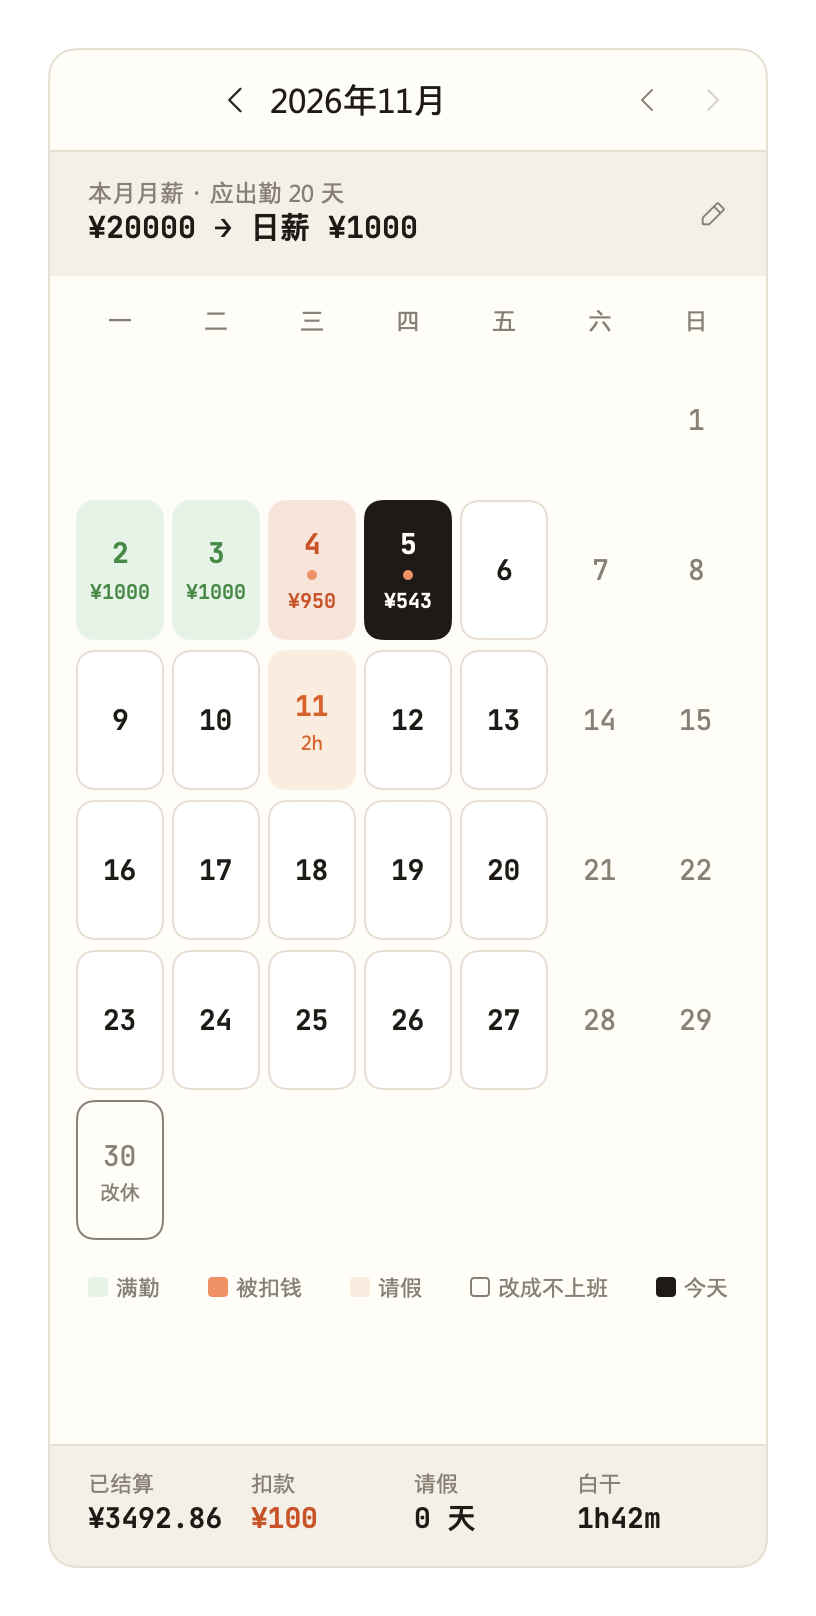 2026年11月
本月月薪 · 应出勤 20 天
¥20000 → 日薪 ¥1000
一 二 三 四 五 六 日
1
2 3 4 5 6 7 8
¥1000 ¥1000 ¥950 ¥543
9 10 11 12 13 14 15
2h
16 17 18 19 20 21 22
23 24 25 26 27 28 29
30
改休
满勤 被扣钱 请假 改成不上班 今天
已结算 扣款 请假 白干
¥3492.86 ¥100 0 天 1h42m